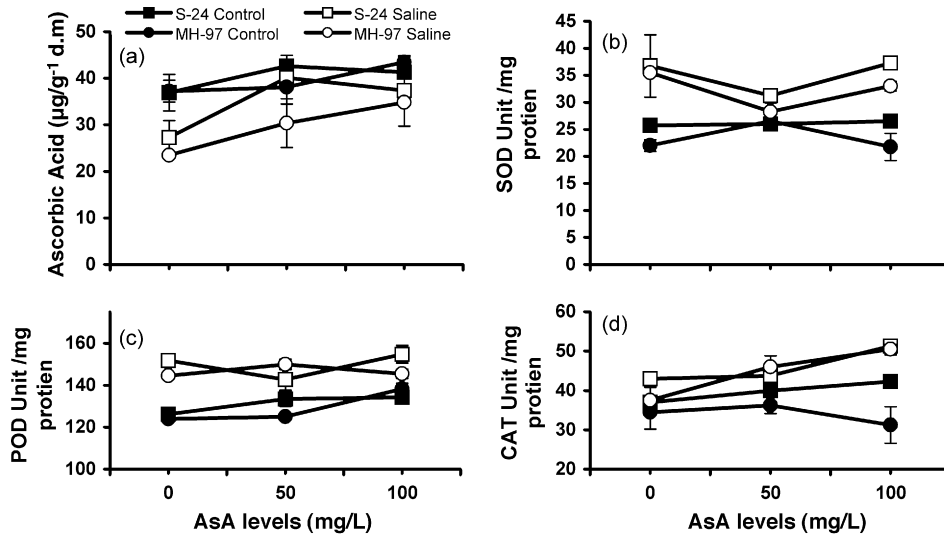 S-24 Control S-24 Saline
MH-97 Control MH-97 Saline
(a)
Ascorbic Acid (µg/g⁻¹ d.m)
50
40
30
20
10
0
(b)
SOD Unit /mg
protien
45
40
35
30
25
20
15
10
5
0
(c)
POD Unit /mg
protien
160
140
120
100
0 50 100
AsA levels (mg/L)
(d)
CAT Unit /mg
protien
60
50
40
30
20
0 50 100
AsA levels (mg/L)